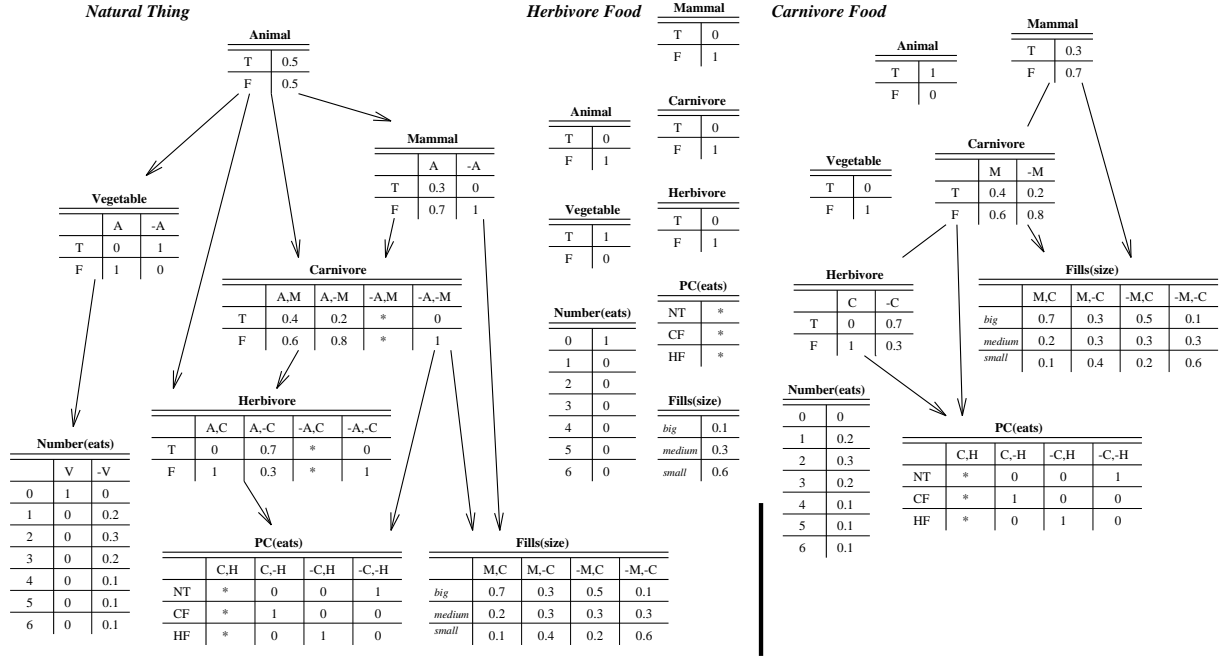 Natural Thing
Animal
T 0.5
F 0.5
Mammal
A -A
T 0.3 0
F 0.7 1
Vegetable
A -A
T 0 1
F 1 0
Carnivore
A,M A,-M -A,M -A,-M
T 0.4 0.2 * 0
F 0.6 0.8 * 1
Herbivore
A,C A,-C -A,C -A,-C
T 0 0.7 * 0
F 1 0.3 * 1
Number(eats)
V -V
0 1 0
1 0 0.2
2 0 0.3
3 0 0.2
4 0 0.1
5 0 0.1
6 0 0.1
PC(eats)
C,H C,-H -C,H -C,-H
NT * 0 0 1
CF * 1 0 0
HF * 0 1 0
Fills(size)
M,C M,-C -M,C -M,-C
big 0.7 0.3 0.5 0.1
medium 0.2 0.3 0.3 0.3
small 0.1 0.4 0.2 0.6
Herbivore Food
Animal
T 0
F 1
Vegetable
T 1
F 0
Number(eats)
0 1
1 0
2 0
3 0
4 0
5 0
6 0
Mammal
T 0
F 1
Carnivore
T 0
F 1
Herbivore
T 0
F 1
PC(eats)
NT *
CF *
HF *
Fills(size)
big 0.1
medium 0.3
small 0.6
Carnivore Food
Animal
T 1
F 0
Mammal
T 0.3
F 0.7
Vegetable
T 0
F 1
Carnivore
M -M
T 0.4 0.2
F 0.6 0.8
Herbivore
C -C
T 0 0.7
F 1 0.3
Fills(size)
M,C M,-C -M,C -M,-C
big 0.7 0.3 0.5 0.1
medium 0.2 0.3 0.3 0.3
small 0.1 0.4 0.2 0.6
Number(eats)
0 0
1 0.2
2 0.3
3 0.2
4 0.1
5 0.1
6 0.1
PC(eats)
C,H C,-H -C,H -C,-H
NT * 0 0 1
CF * 1 0 0
HF * 0 1 0